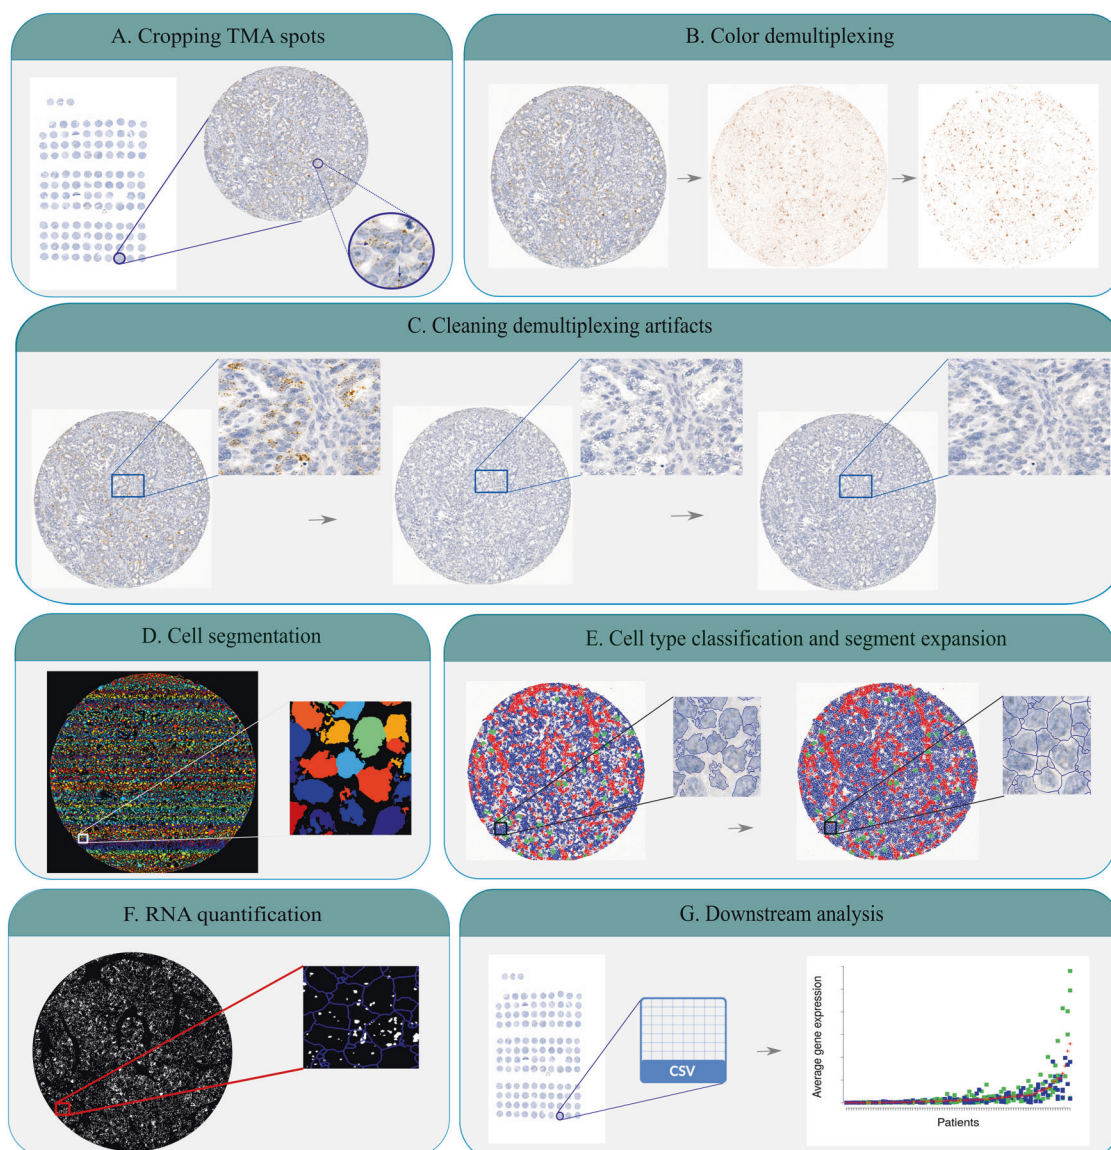 A. Cropping TMA spots
B. Color demultiplexing
C. Cleaning demultiplexing artifacts
D. Cell segmentation
E. Cell type classification and segment expansion
F. RNA quantification
G. Downstream analysis
CSV
Average gene expression
Patients